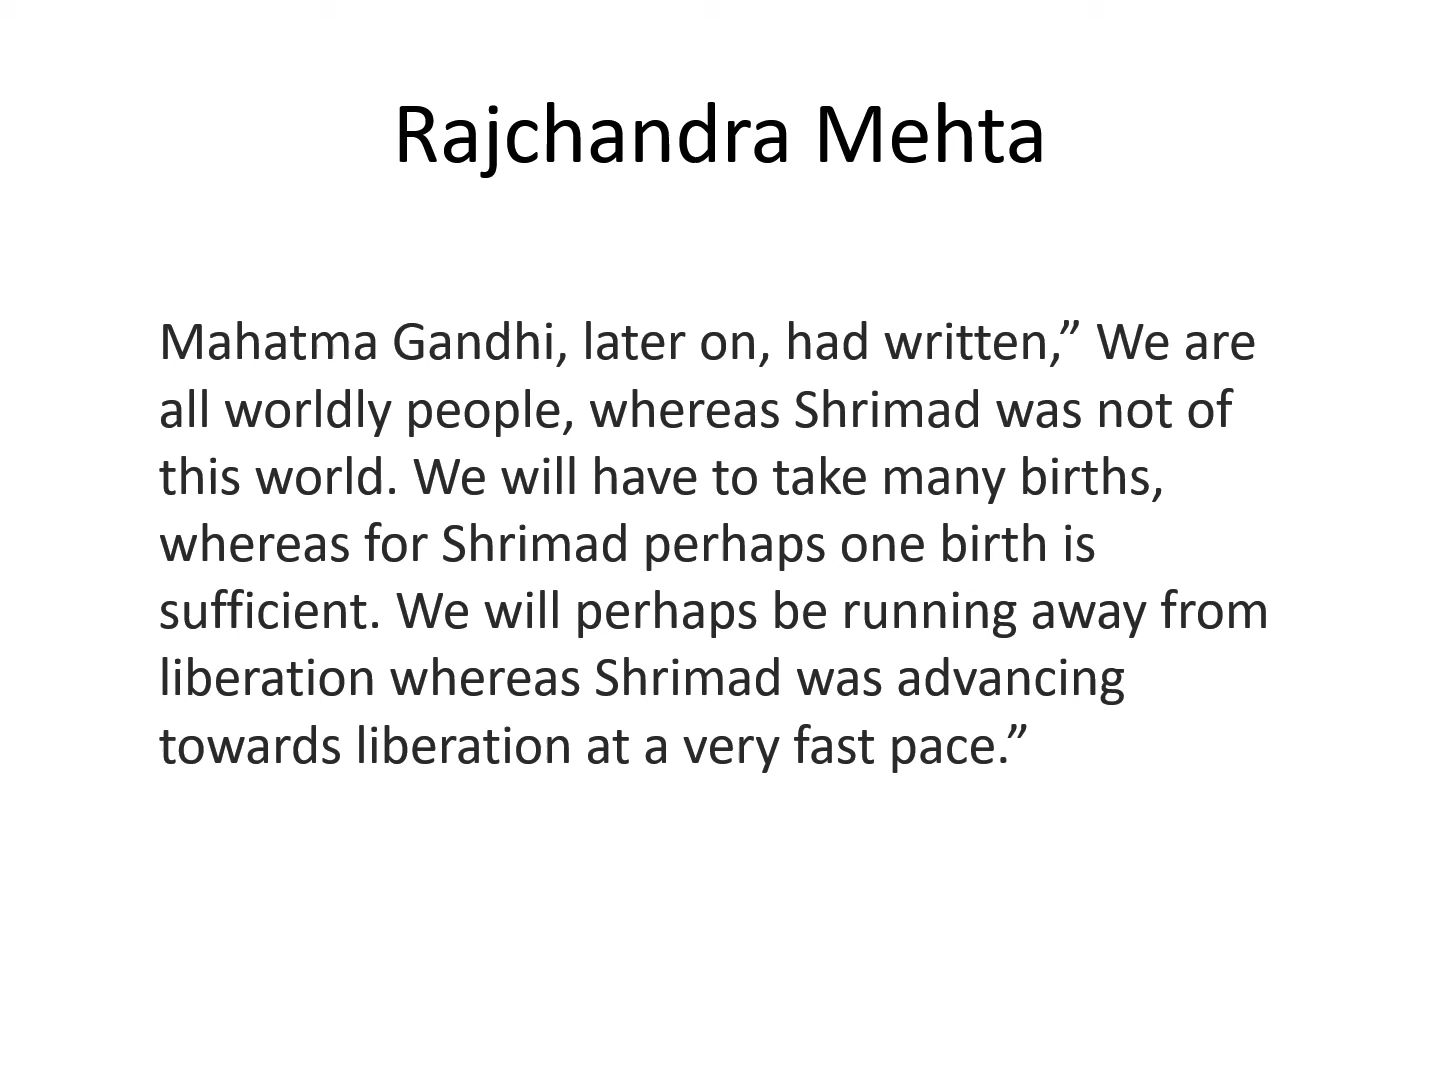 Rajchandra Mehta
Mahatma Gandhi, later on, had written,” We are
all worldly people, whereas Shrimad was not of
this world. We will have to take many births,
whereas for Shrimad perhaps one birth is
sufficient. We will perhaps be running away from
liberation whereas Shrimad was advancing
towards liberation at a very fast pace.”